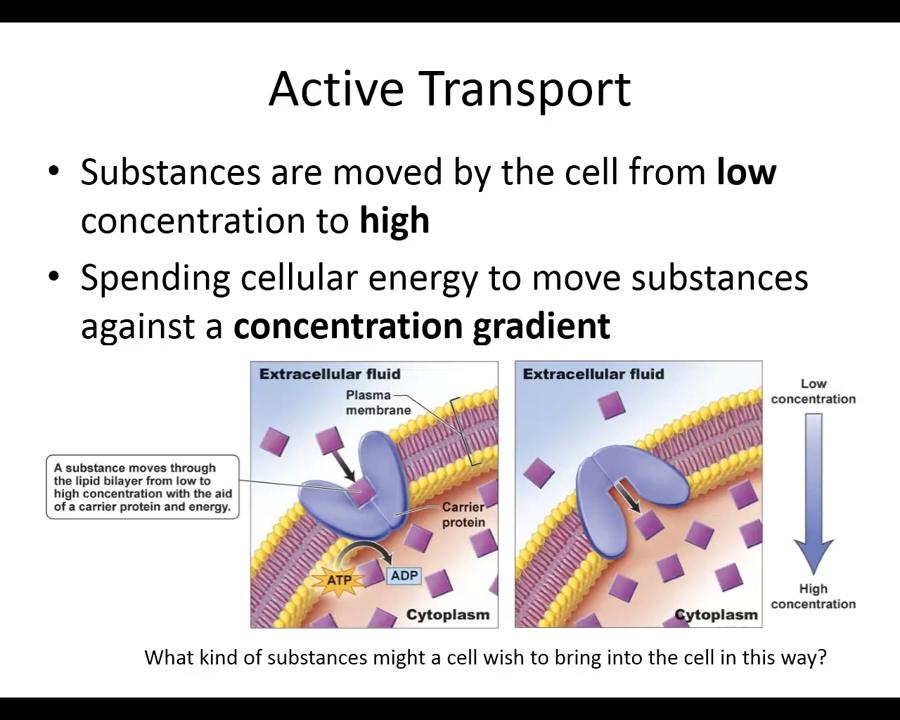 Active Transport
• Substances are moved by the cell from low
concentration to high
• Spending cellular energy to move substances
against a concentration gradient
Extracellular fluid
Plasma
membrane
A substance moves through
the lipid bilayer from low to
high concentration with the aid
of a carrier protein and energy.
Carrier
protein
ATP
ADP
Cytoplasm
Extracellular fluid
Cytoplasm
Low
concentration
High
concentration
What kind of substances might a cell wish to bring into the cell in this way?